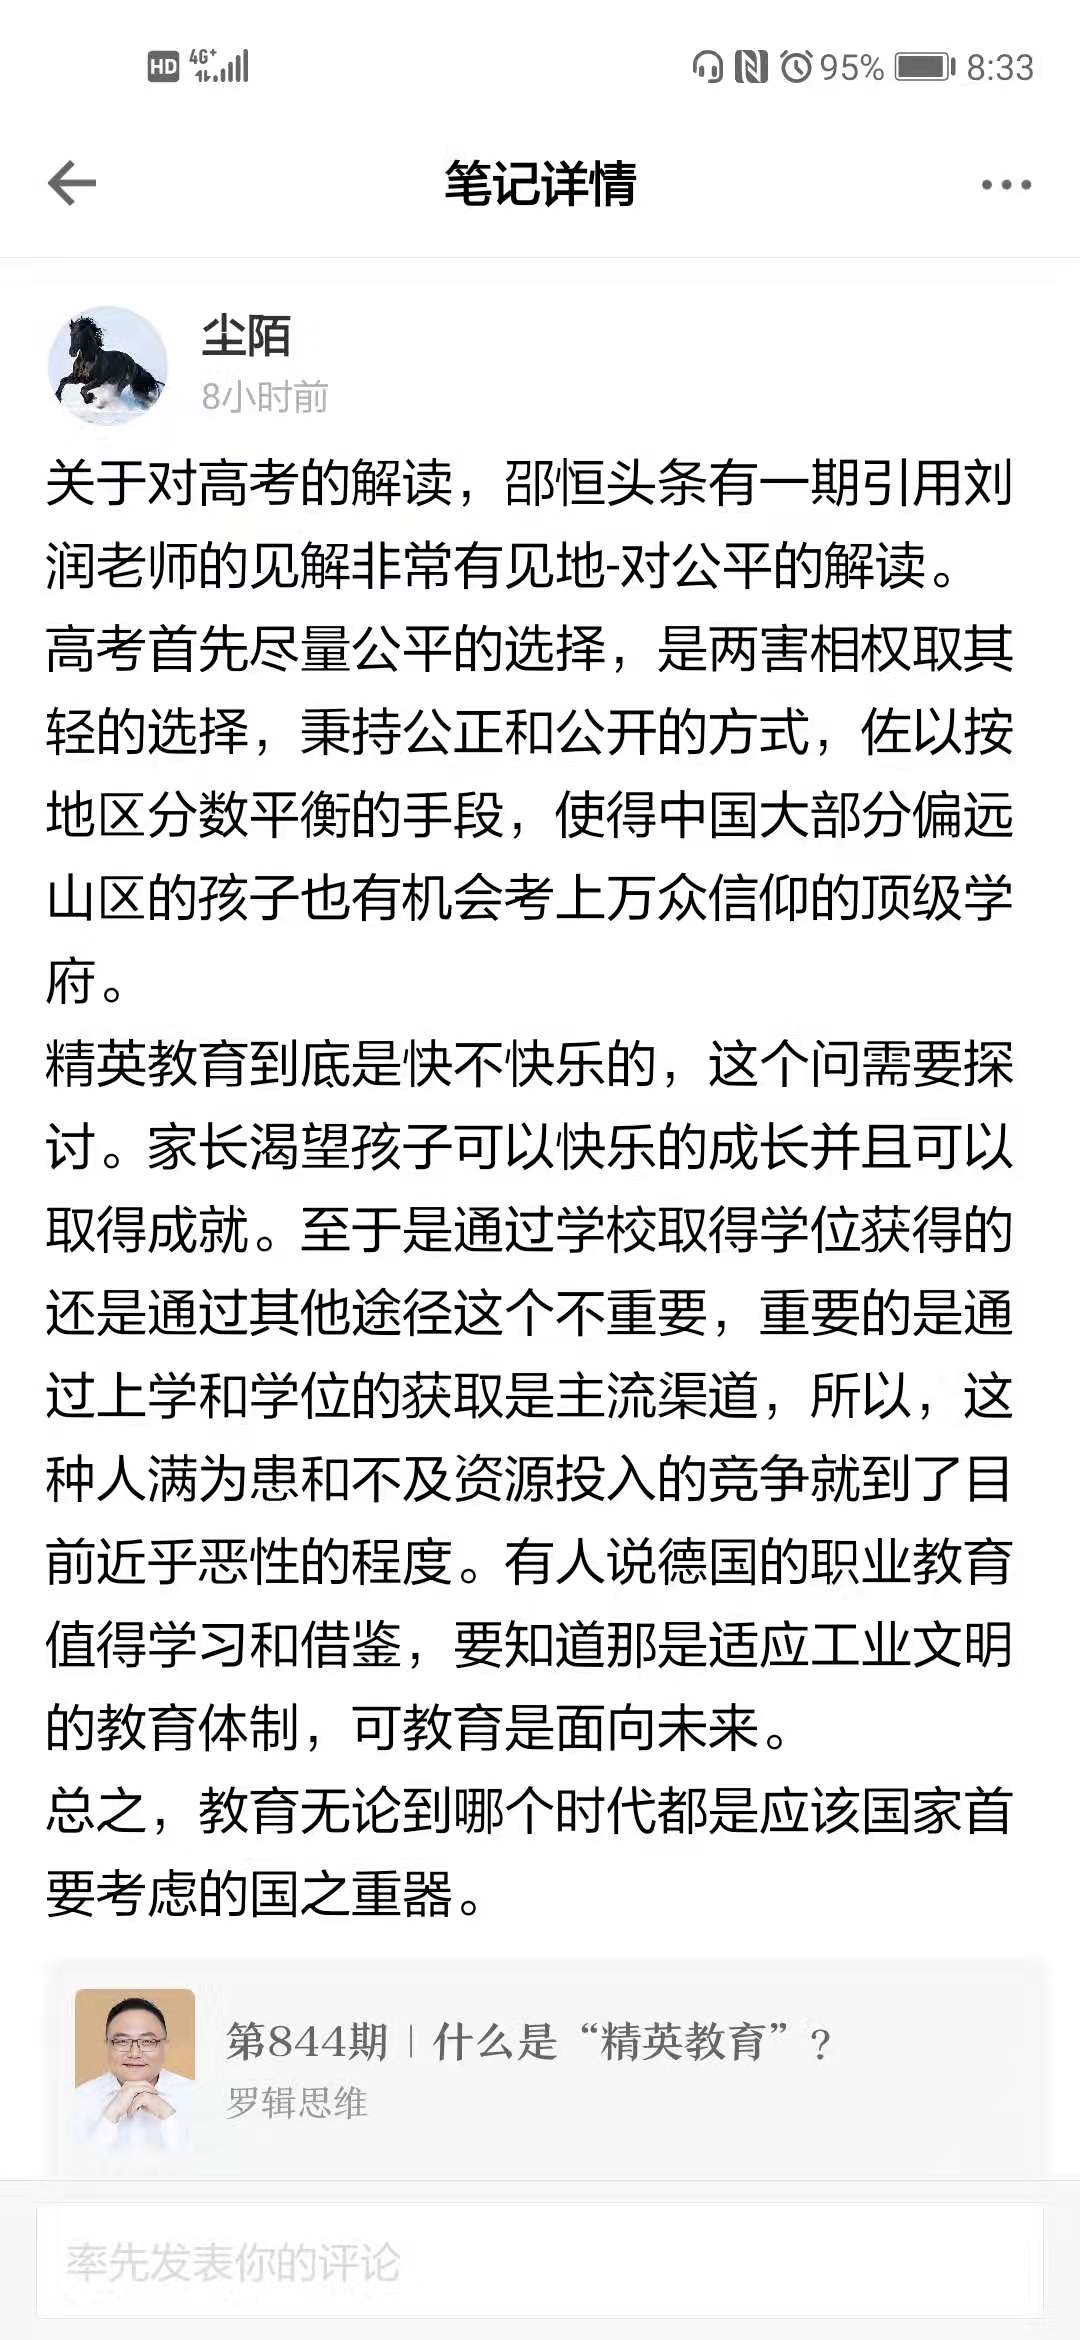 HD 4G+ 95% 8:33
笔记详情
尘陌
8小时前
关于对高考的解读，邵恒头条有一期引用刘
润老师的见解非常有见地-对公平的解读。
高考首先尽量公平的选择，是两害相权取其
轻的选择，秉持公正和公开的方式，佐以按
地区分数平衡的手段，使得中国大部分偏远
山区的孩子也有机会考上万众信仰的顶级学
府。
精英教育到底是快不快乐的，这个问需要探
讨。家长渴望孩子可以快乐的成长并且可以
取得成就。至于是通过学校取得学位获得的
还是通过其他途径这个不重要，重要的是通
过上学和学位的获取是主流渠道，所以，这
种人满为患和不及资源投入的竞争就到了目
前近乎恶性的程度。有人说德国的职业教育
值得学习和借鉴，要知道那是适应工业文明
的教育体制，可教育是面向未来。
总之，教育无论到哪个时代都是应该国家首
要考虑的国之重器。
第844期｜什么是“精英教育”？
罗辑思维
率先发表你的评论